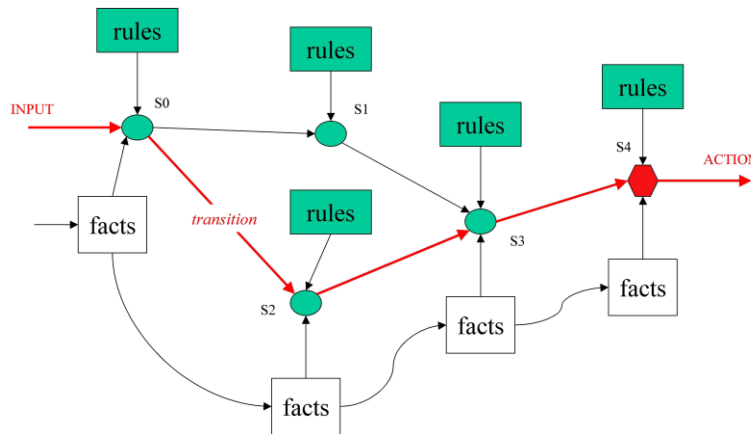 rules
rules
rules
rules
INPUT
S0
S1
S4
ACTION
facts
transition
rules
S3
S2
facts
facts
facts